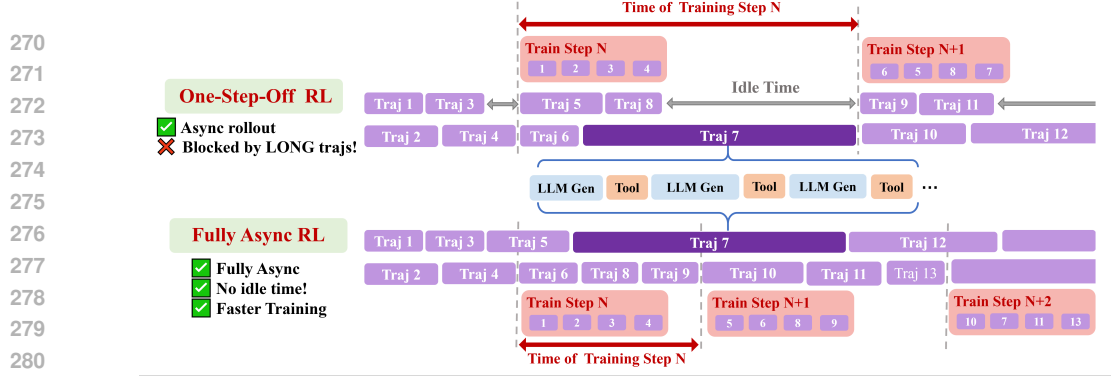 Time of Training Step N
270
Train Step N
1 2 3 4
Train Step N+1
6 5 8 7
271
272
One-Step-Off RL
Traj 1 Traj 3 Traj 5 Traj 8 Idle Time Traj 9 Traj 11
✅ Async rollout
273
Traj 2 Traj 4 Traj 6 Traj 7 Traj 10 Traj 12
❌ Blocked by LONG trajs!
274
275
LLM Gen Tool LLM Gen Tool LLM Gen Tool ...
276
Fully Async RL
Traj 1 Traj 3 Traj 5 Traj 7 Traj 12
277
✅ Fully Async
Traj 2 Traj 4 Traj 6 Traj 8 Traj 9 Traj 10 Traj 11 Traj 13
✅ No idle time!
278
✅ Faster Training
Train Step N
1 2 3 4
Train Step N+1
5 6 8 9
Train Step N+2
10 7 11 13
279
Time of Training Step N
280